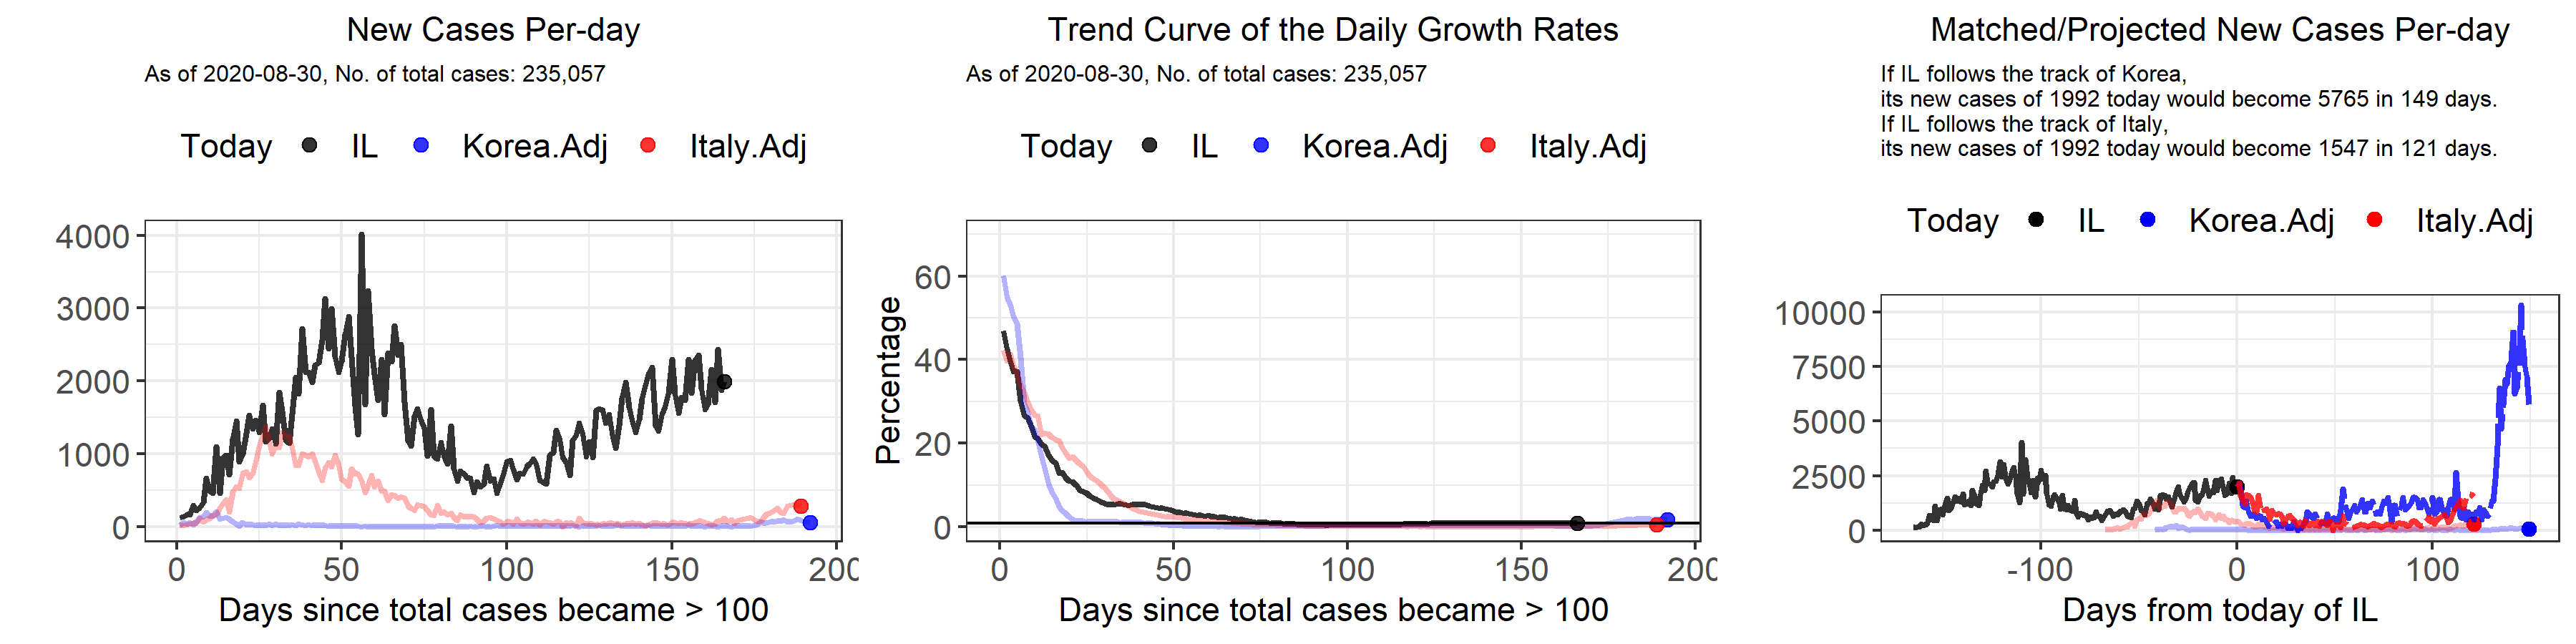 New Cases Per-day
As of 2020-08-30, No. of total cases: 235,057
Today IL Korea.Adj Italy.Adj
4000
3000
2000
1000
0
0 50 100 150 200
Days since total cases became > 100
Trend Curve of the Daily Growth Rates
As of 2020-08-30, No. of total cases: 235,057
Today IL Korea.Adj Italy.Adj
Percentage
60
40
20
0
0 50 100 150 200
Days since total cases became > 100
Matched/Projected New Cases Per-day
If IL follows the track of Korea,
its new cases of 1992 today would become 5765 in 149 days.
If IL follows the track of Italy,
its new cases of 1992 today would become 1547 in 121 days.
Today IL Korea.Adj Italy.Adj
10000
7500
5000
2500
0
-100 0 100
Days from today of IL